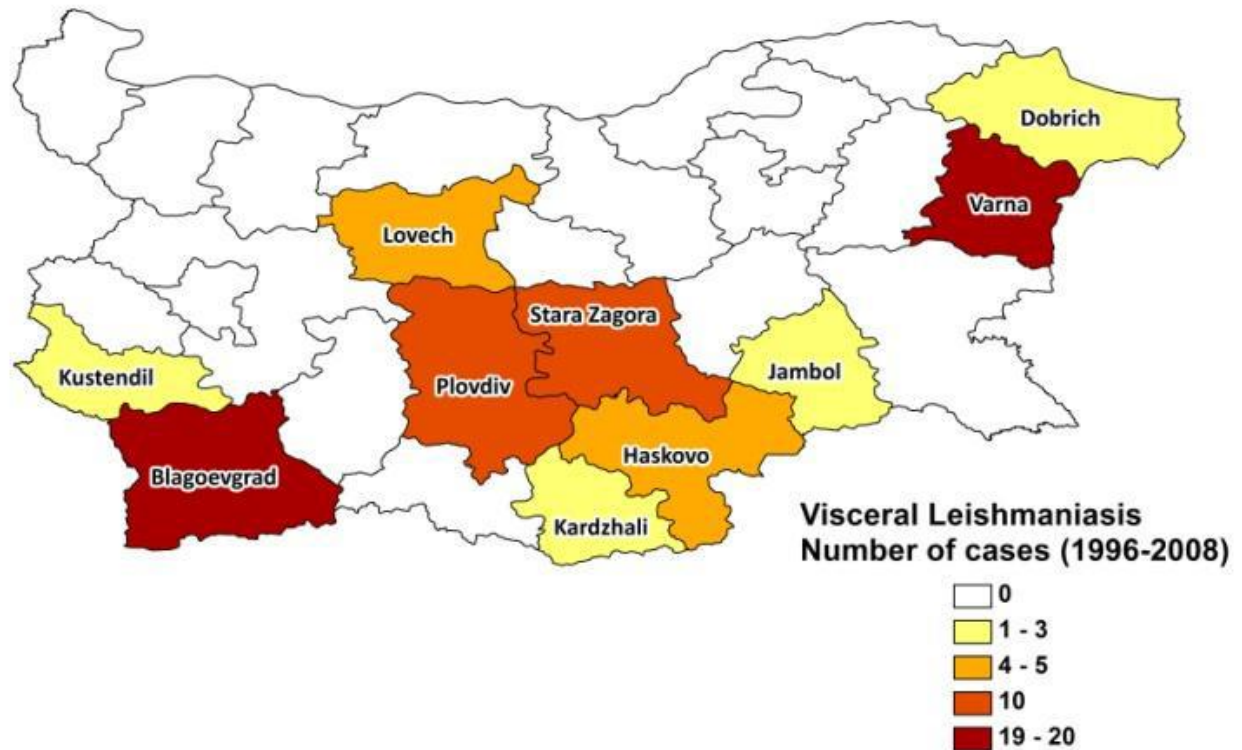 Dobrich
Varna
Lovech
Stara Zagora
Jambol
Kustendil
Plovdiv
Haskovo
Blagoevgrad
Kardzhali
Visceral Leishmaniasis
Number of cases (1996-2008)
0
1 - 3
4 - 5
10
19 - 20